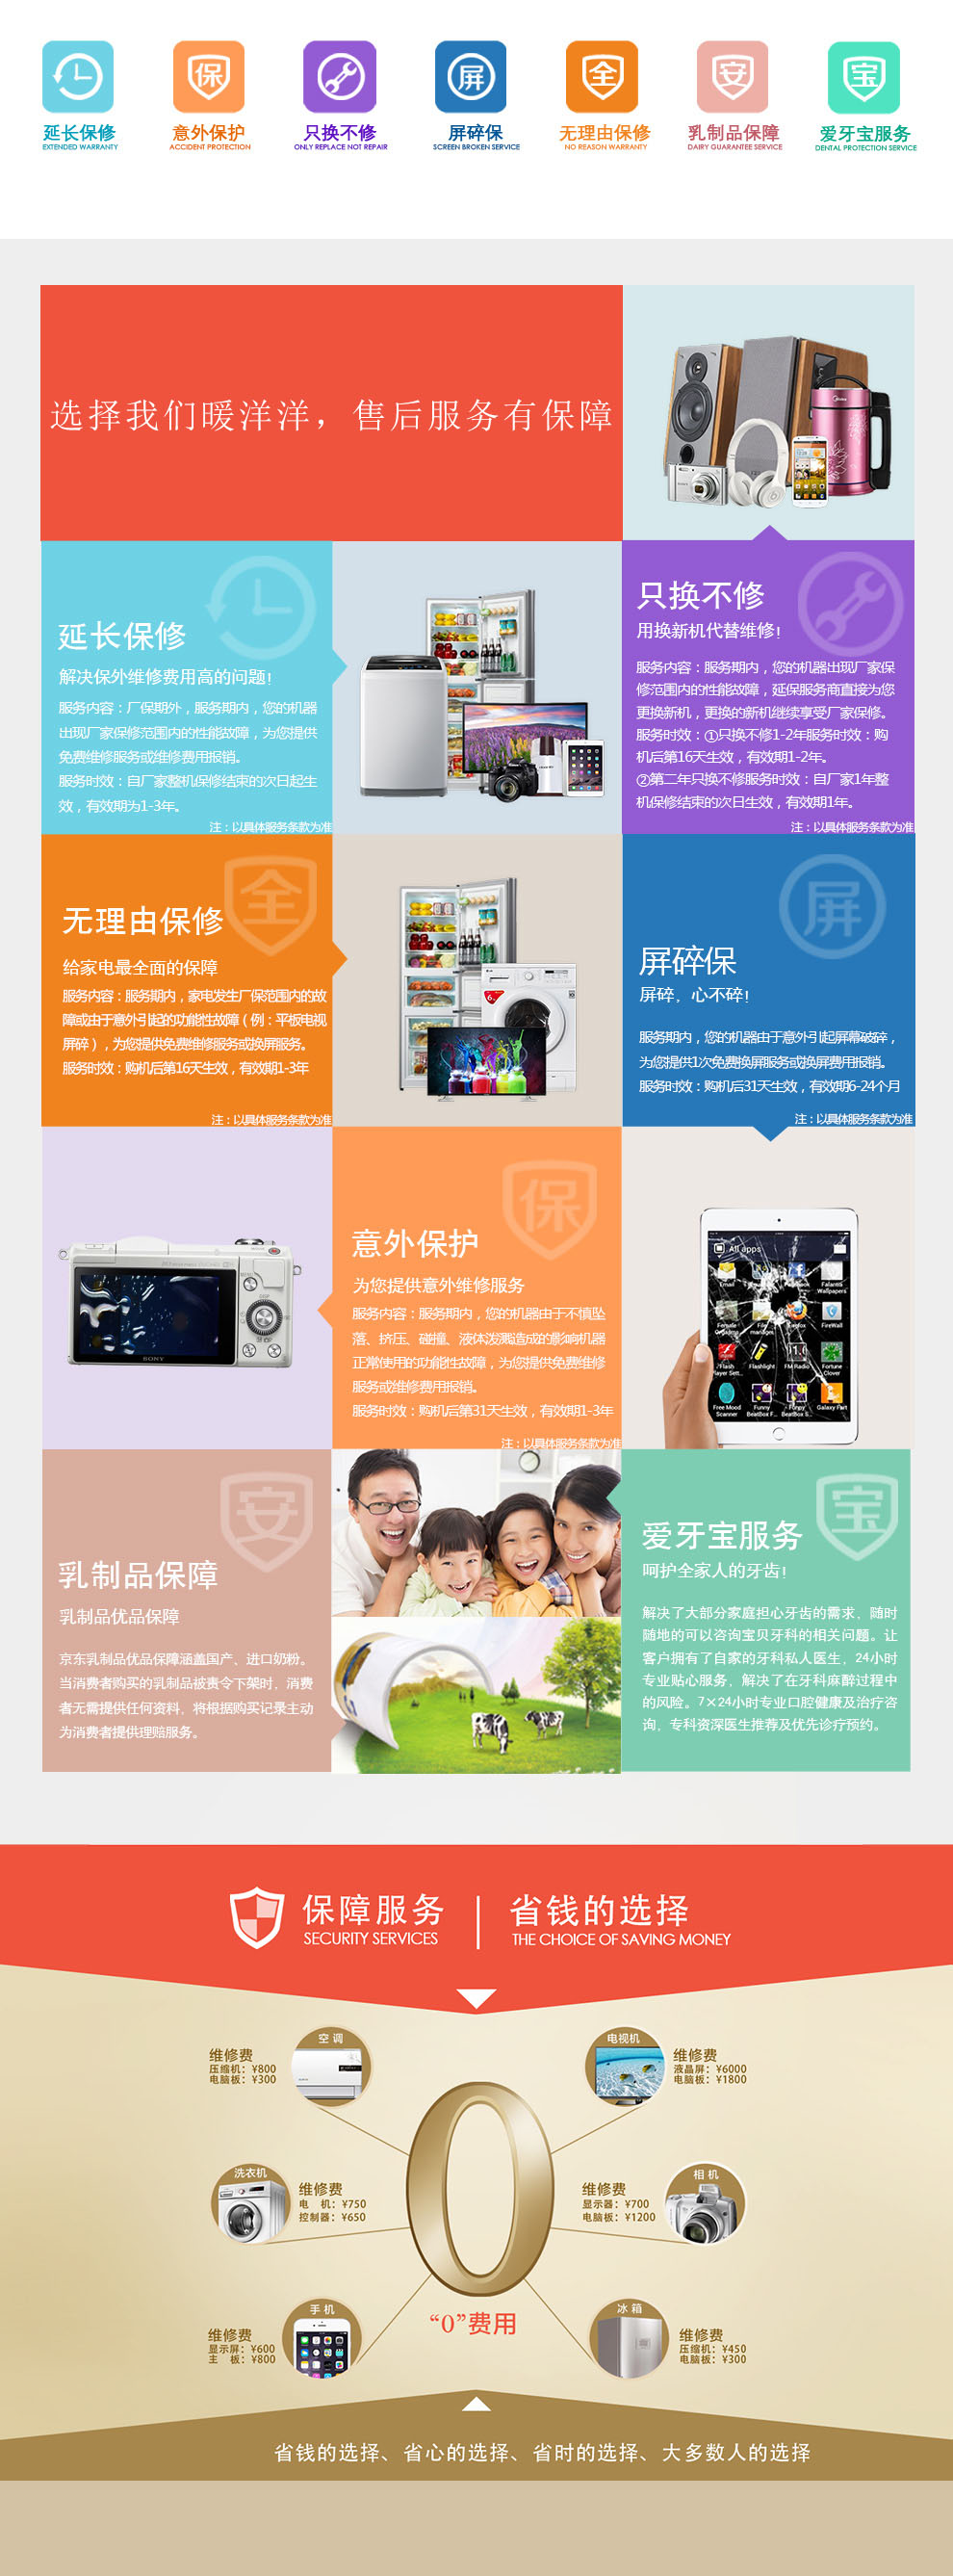 保
屏
全
安
宝
延长保修
意外保护
只换不修
屏碎保
无理由保修
乳制品保障
爱牙宝服务
EXTENDED WARRANTY
ACCIDENT PROTECTION
ONLY REPLACE NOT REPAIR
SCREEN BROKEN SERVICE
NO REASON WARRANTY
DAIRY GUARANTEE SERVICE
DENTAL PROTECTION SERVICE
选择我们暖洋洋，售后服务有保障
延长保修
解决保外维修费用高的问题！
服务内容：厂保期外，服务期内，您的机器
出现厂家保修范围内的性能故障，为您提供
免费维修服务或维修费用报销。
服务时效：自厂家整机保修结束的次日起生
效，有效期为1-3年。
注：以具体服务条款为准
只换不修
用换新机代替维修！
服务内容：服务期内，您的机器出现厂家保
修范围内的性能故障，延保服务商直接为您
更换新机，更换的新机继续享受厂家保修。
服务时效：①只换不修1-2年服务时效：购
机后第16天生效，有效期1-2年。
②第二年只换不修服务时效：自厂家1年整
机保修结束的次日生效，有效期1年。
注：以具体服务条款为准
全
无理由保修
给家电最全面的保障
服务内容：服务期内，家电发生厂保范围内的故
障或由于意外引起的功能性故障（例：平板电视
屏碎），为您提供免费维修服务或换屏服务。
服务时效：购机后第16天生效，有效期1-3年
注：以具体服务条款为准
屏
屏碎保
屏碎，心不碎！
服务期内，您的机器由于意外引起屏幕破碎，
为您提供1次免费换屏服务或换屏费用报销。
服务时效：购机后31天生效，有效期6-24个月
注：以具体服务条款为准
SONY
保
意外保护
为您提供意外维修服务
服务内容：服务期内，您的机器由于不慎坠
落、挤压、碰撞、液体泼溅造成的影响机器
正常使用的功能性故障，为您提供免费维修
服务或维修费用报销。
服务时效：购机后第31天生效，有效期1-3年
注：以具体服务条款为准
All apps
Email
Falarms
Wallpapers
FireWall
Flashlight
FM Radio
Fortune
Clover
Free Mood
Scanner
Funny
Galaxy
安
乳制品保障
乳制品优品保障
京东乳制品优品保障涵盖国产、进口奶粉。
当消费者购买的乳制品被责令下架时，消费
者无需提供任何资料，将根据购买记录主动
为消费者提供理赔服务。
宝
爱牙宝服务
呵护全家人的牙齿！
解决了大部分家庭担心牙齿的需求，随时
随地的可以咨询宝贝牙科的相关问题。让
客户拥有了自家的牙科私人医生，24小时
专业贴心服务，解决了在牙科麻醉过程中
的风险。7×24小时专业口腔健康及治疗咨
询，专科资深医生推荐及优先诊疗预约。
保障服务
SECURITY SERVICES
省钱的选择
THE CHOICE OF SAVING MONEY
维修费
压缩机：¥800
电脑板：¥300
空调
电视机
维修费
液晶屏：¥6000
电脑板：¥1800
洗衣机
维修费
电 机：¥750
控制器：¥650
维修费
显示器：¥700
电脑板：¥1200
相机
维修费
显示屏：¥600
主 板：¥800
手机
“0”费用
冰箱
维修费
压缩机：¥450
电脑板：¥300
省钱的选择、省心的选择、省时的选择、大多数人的选择